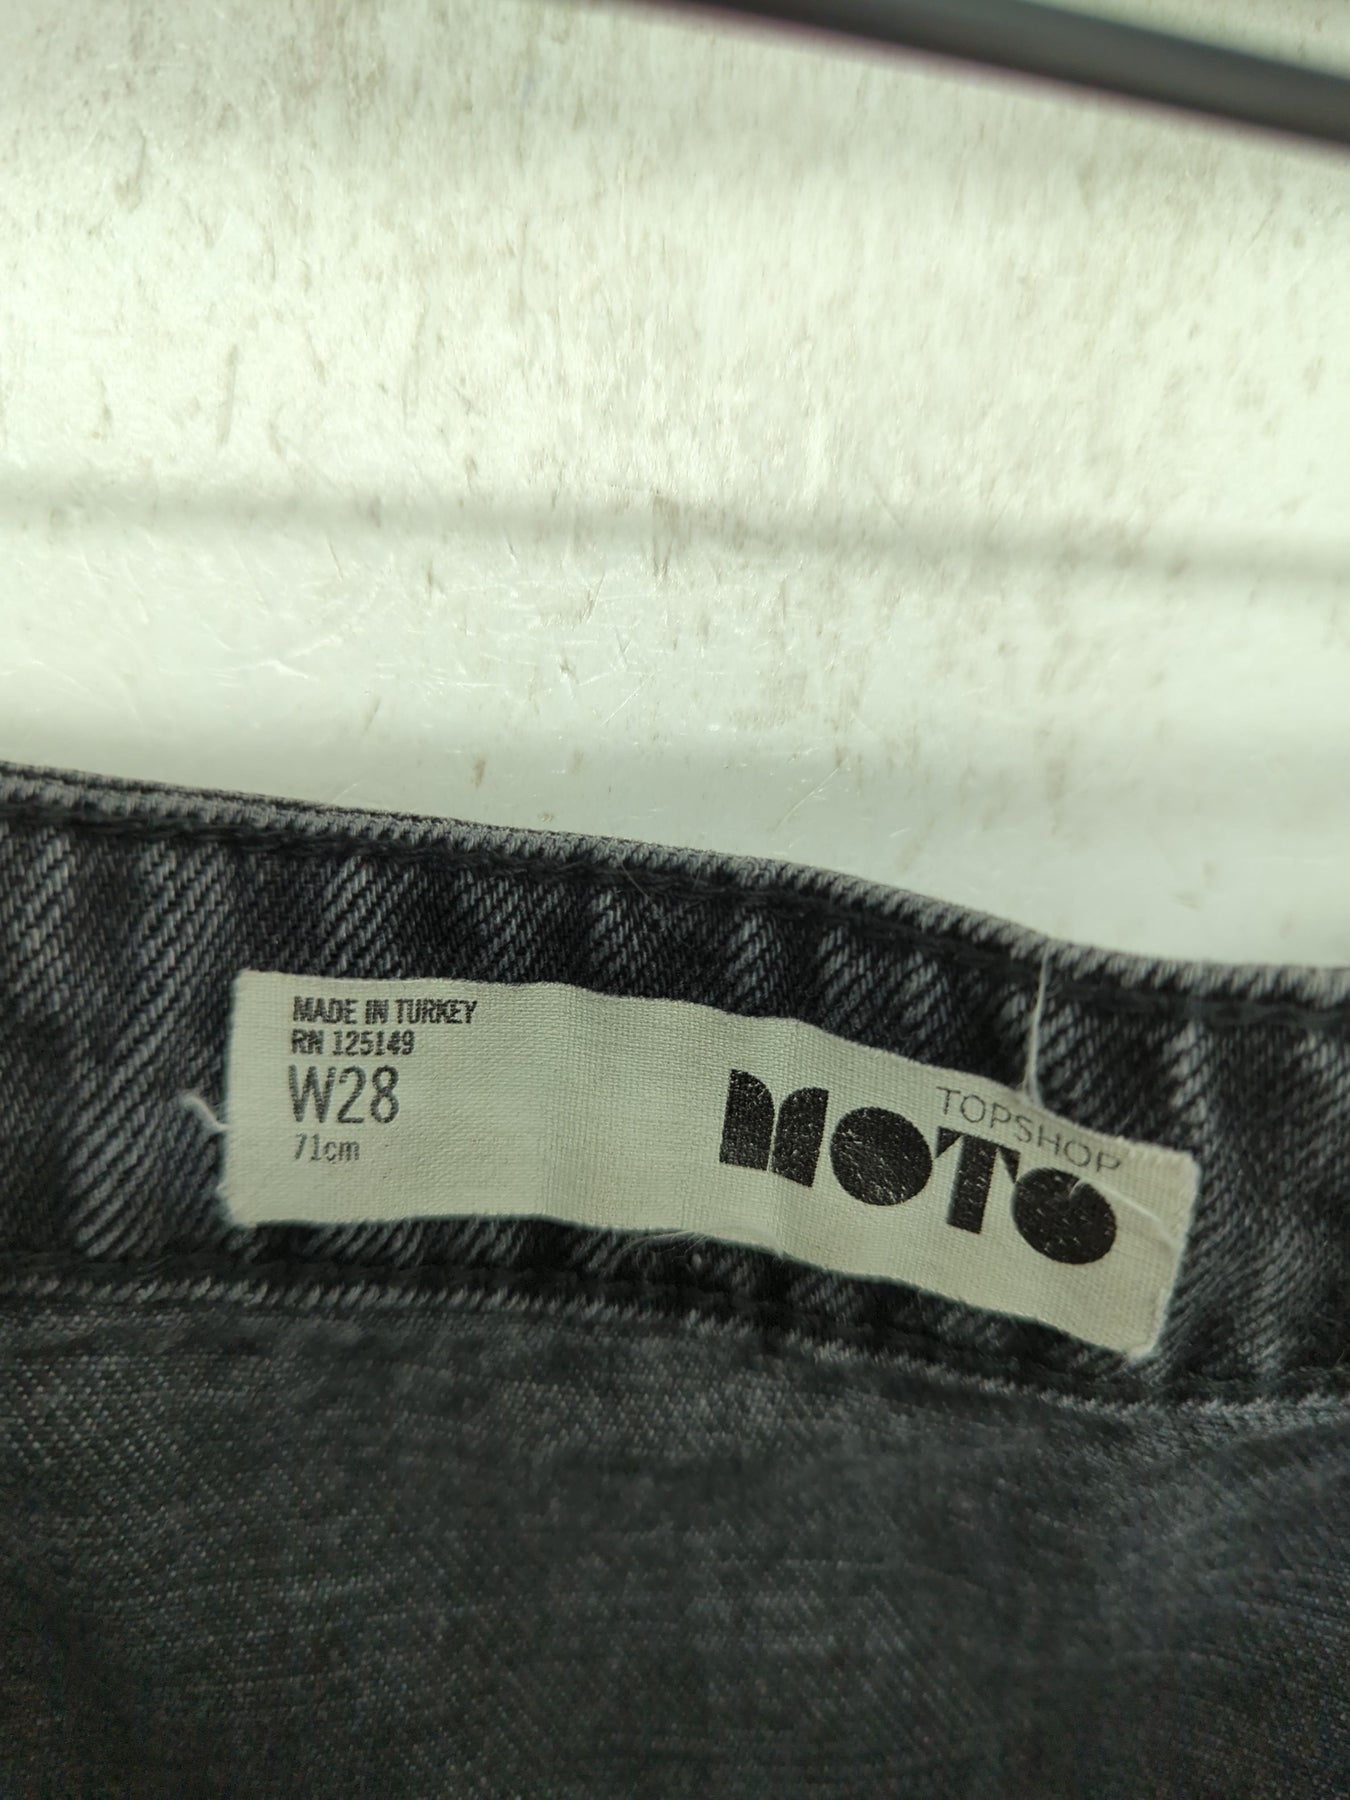 MADE IN TURKEY
RN 125149
W28
71cm
TOPSHOP
MOTO